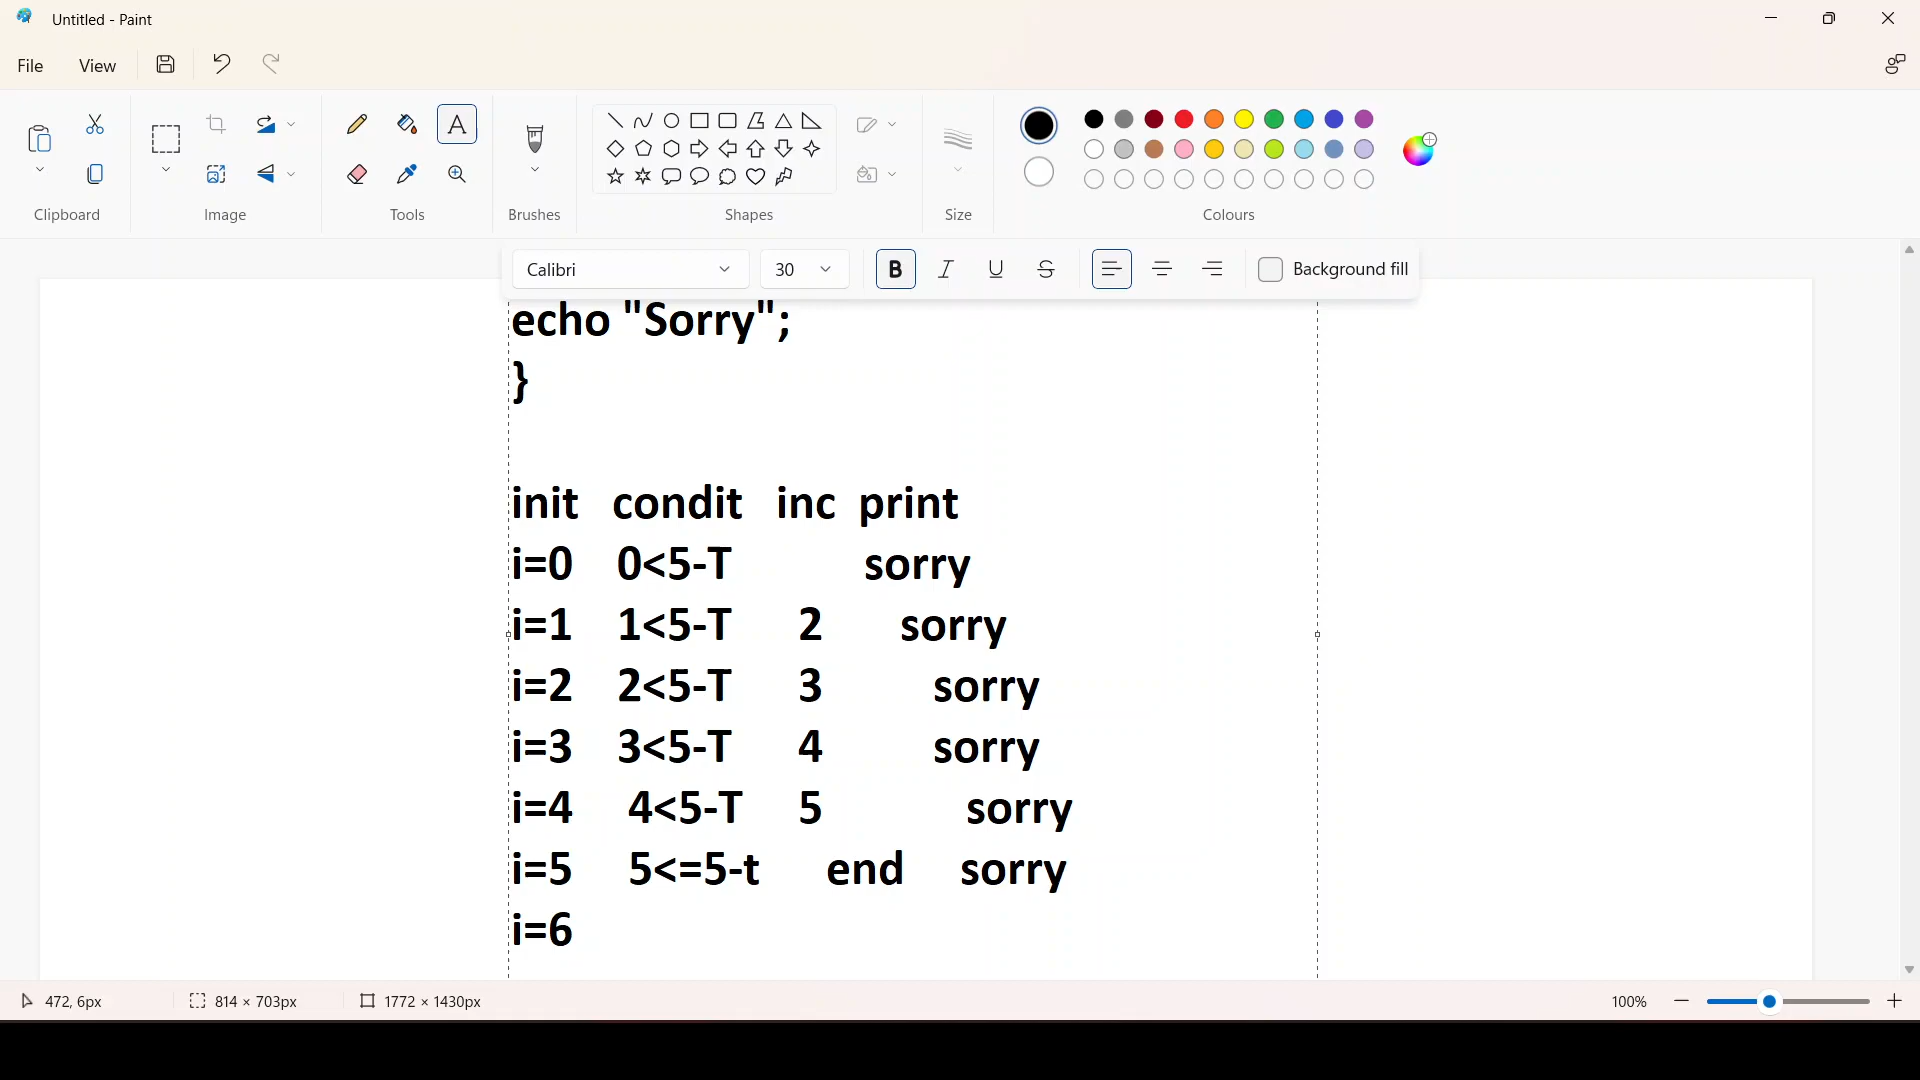 Untitled - Paint
File View
Clipboard Image Tools Brushes Shapes Size Colours
Calibri 30 B I U S Background fill
echo "Sorry";
}
init condit inc print
i=0 0<5-T sorry
i=1 1<5-T 2 sorry
i=2 2<5-T 3 sorry
i=3 3<5-T 4 sorry
i=4 4<5-T 5 sorry
i=5 5<=5-t end sorry
i=6
472, 6px 814 × 703px 1772 × 1430px 100%